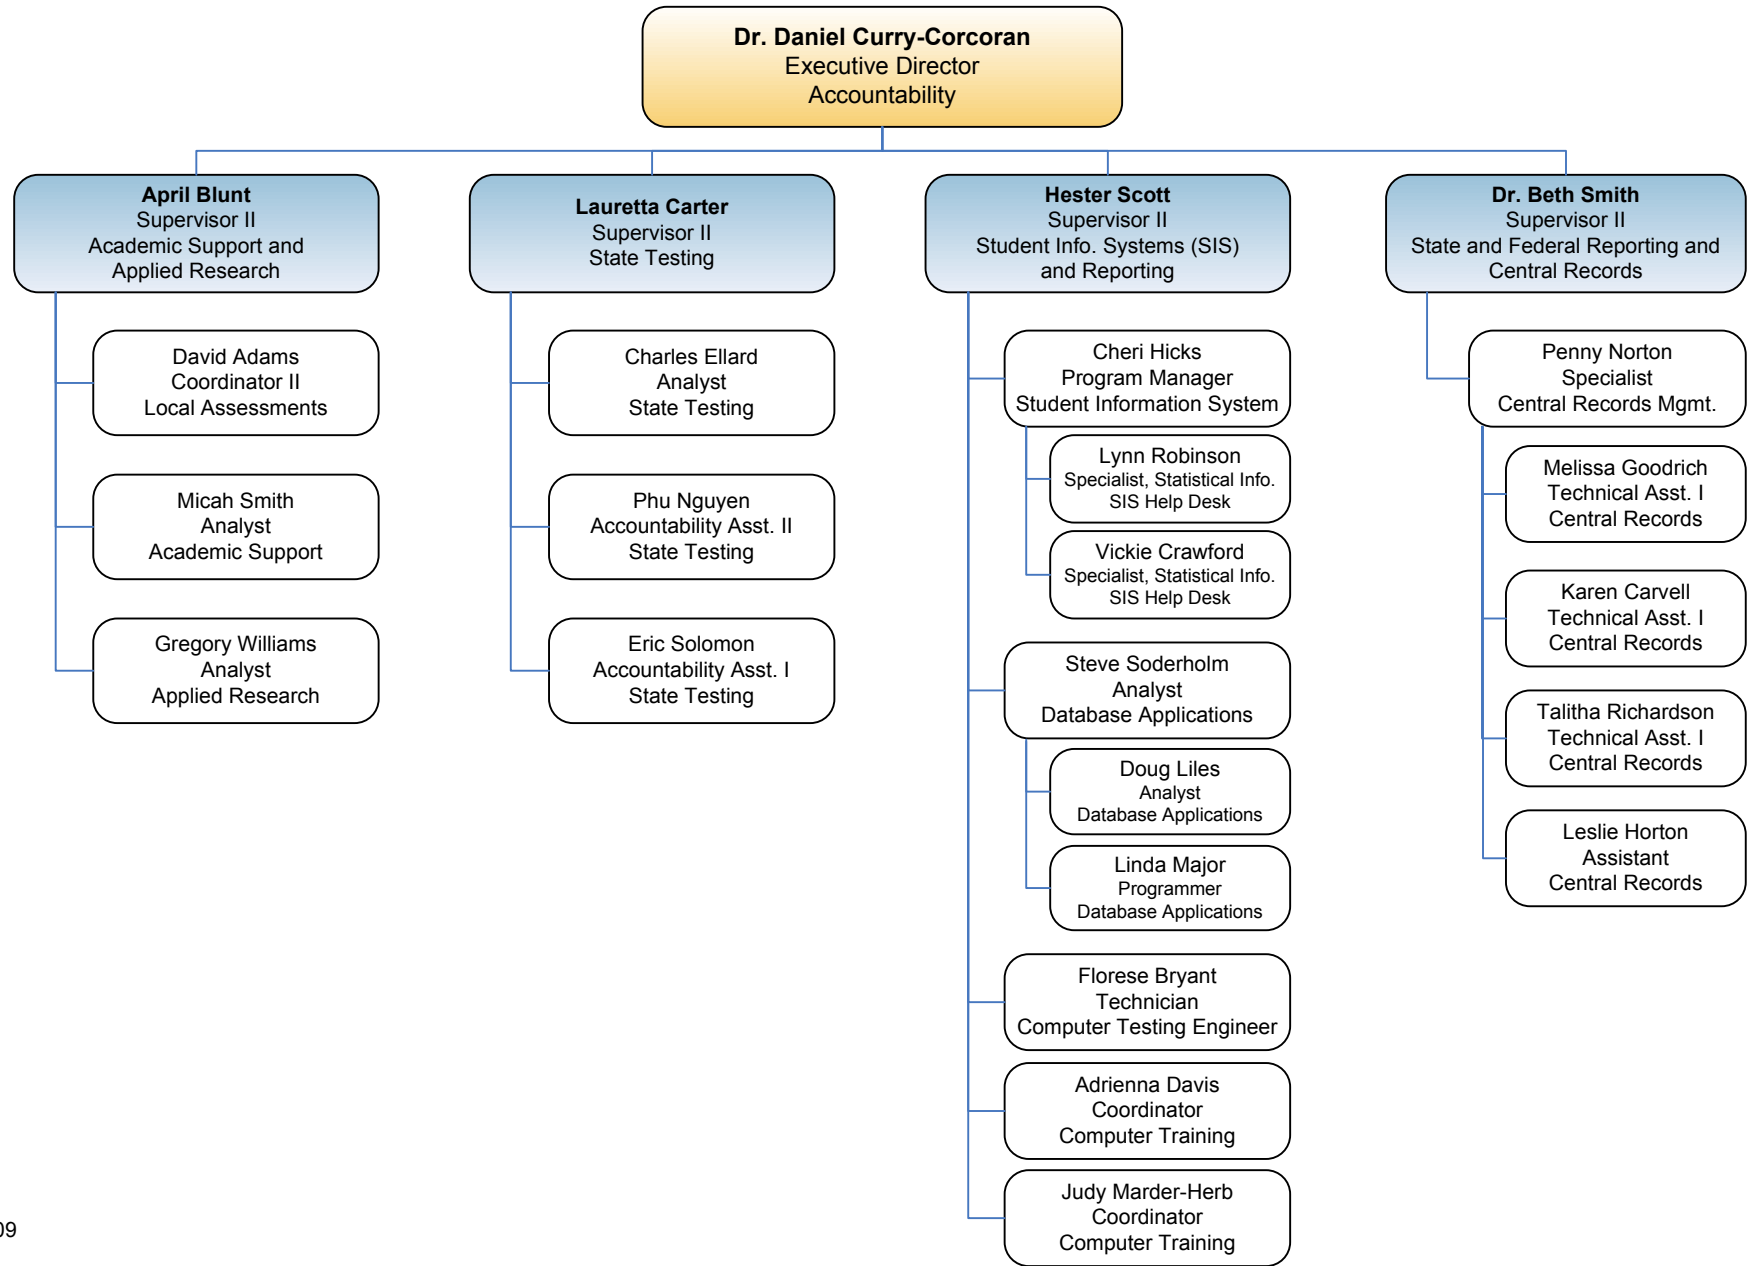 Dr. Daniel Curry-Corcoran
Executive Director
Accountability
April Blunt
Supervisor II
Academic Support and
Applied Research
David Adams
Coordinator II
Local Assessments
Micah Smith
Analyst
Academic Support
Gregory Williams
Analyst
Applied Research
Lauretta Carter
Supervisor II
State Testing
Charles Ellard
Analyst
State Testing
Phu Nguyen
Accountability Asst. II
State Testing
Eric Solomon
Accountability Asst. I
State Testing
Hester Scott
Supervisor II
Student Info. Systems (SIS)
and Reporting
Cheri Hicks
Program Manager
Student Information System
Lynn Robinson
Specialist, Statistical Info.
SIS Help Desk
Vickie Crawford
Specialist, Statistical Info.
SIS Help Desk
Steve Soderholm
Analyst
Database Applications
Doug Liles
Analyst
Database Applications
Linda Major
Programmer
Database Applications
Florese Bryant
Technician
Computer Testing Engineer
Adrienna Davis
Coordinator
Computer Training
Judy Marder-Herb
Coordinator
Computer Training
Dr. Beth Smith
Supervisor II
State and Federal Reporting and
Central Records
Penny Norton
Specialist
Central Records Mgmt.
Melissa Goodrich
Technical Asst. I
Central Records
Karen Carvell
Technical Asst. I
Central Records
Talitha Richardson
Technical Asst. I
Central Records
Leslie Horton
Assistant
Central Records
09